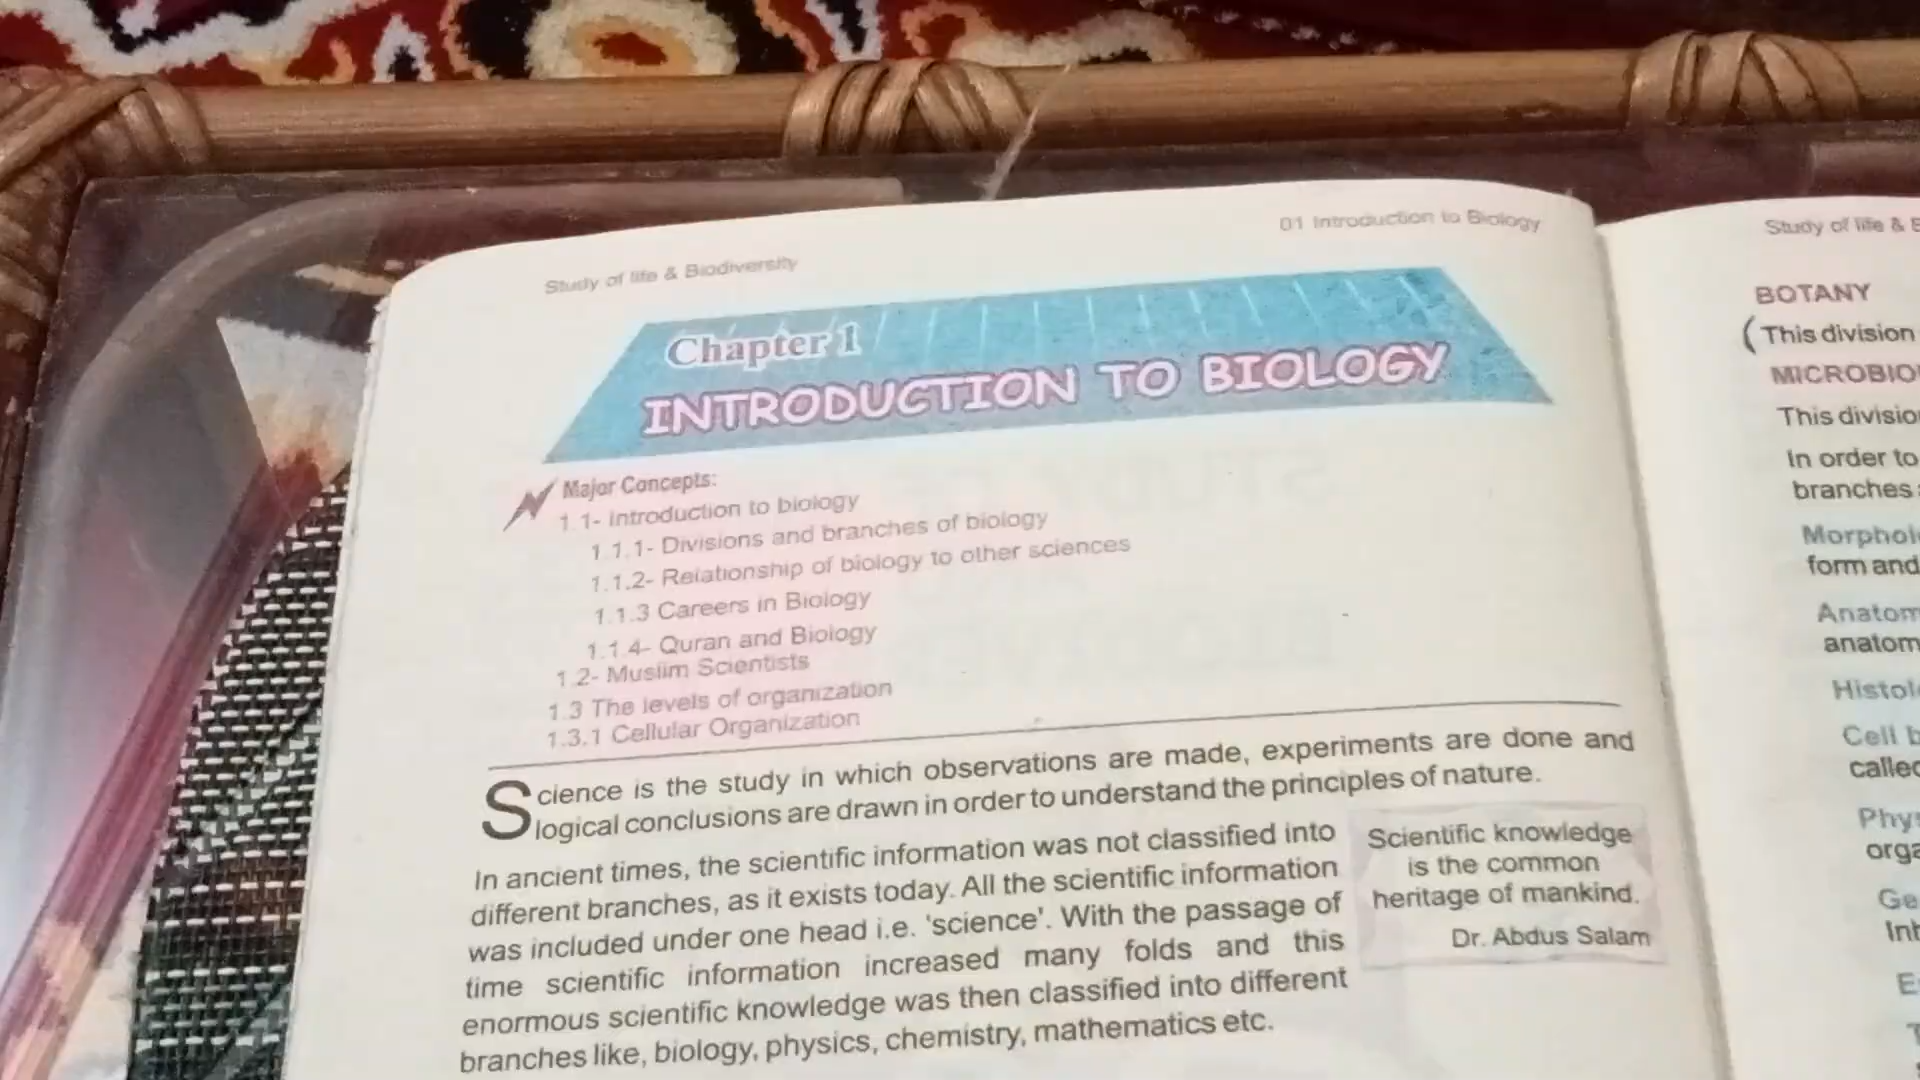 Study of life & Biodiversity
01 Introduction to Biology
Chapter 1
INTRODUCTION TO BIOLOGY
Major Concepts:
1.1- Introduction to biology
1.1.1- Divisions and branches of biology
1.1.2- Relationship of biology to other sciences
1.1.3 Careers in Biology
1.1.4- Quran and Biology
1.2- Muslim Scientists
1.3 The levels of organization
1.3.1 Cellular Organization
Science is the study in which observations are made, experiments are done and
logical conclusions are drawn in order to understand the principles of nature.
In ancient times, the scientific information was not classified into
different branches, as it exists today. All the scientific information
was included under one head i.e. 'science'. With the passage of
time scientific information increased many folds and this
enormous scientific knowledge was then classified into different
branches like, biology, physics, chemistry, mathematics etc.
Scientific knowledge
is the common
heritage of mankind.
Dr. Abdus Salam
Study of life &
BOTANY
(This division
This
In order to
branches
form and